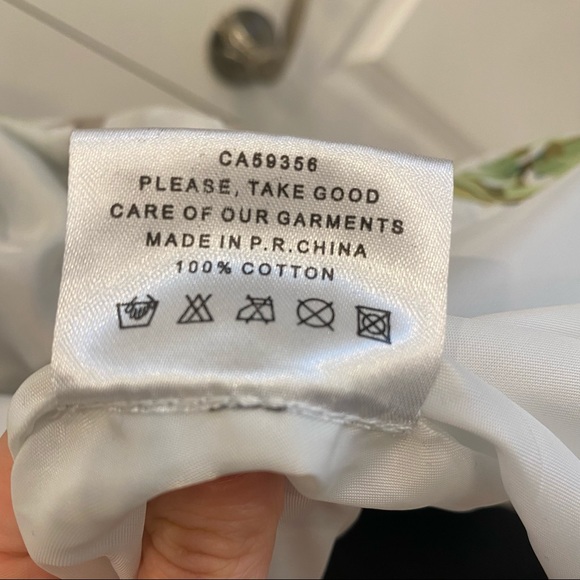 CA59356
PLEASE, TAKE GOOD
CARE OF OUR GARMENTS
MADE IN P.R.CHINA
100% COTTON